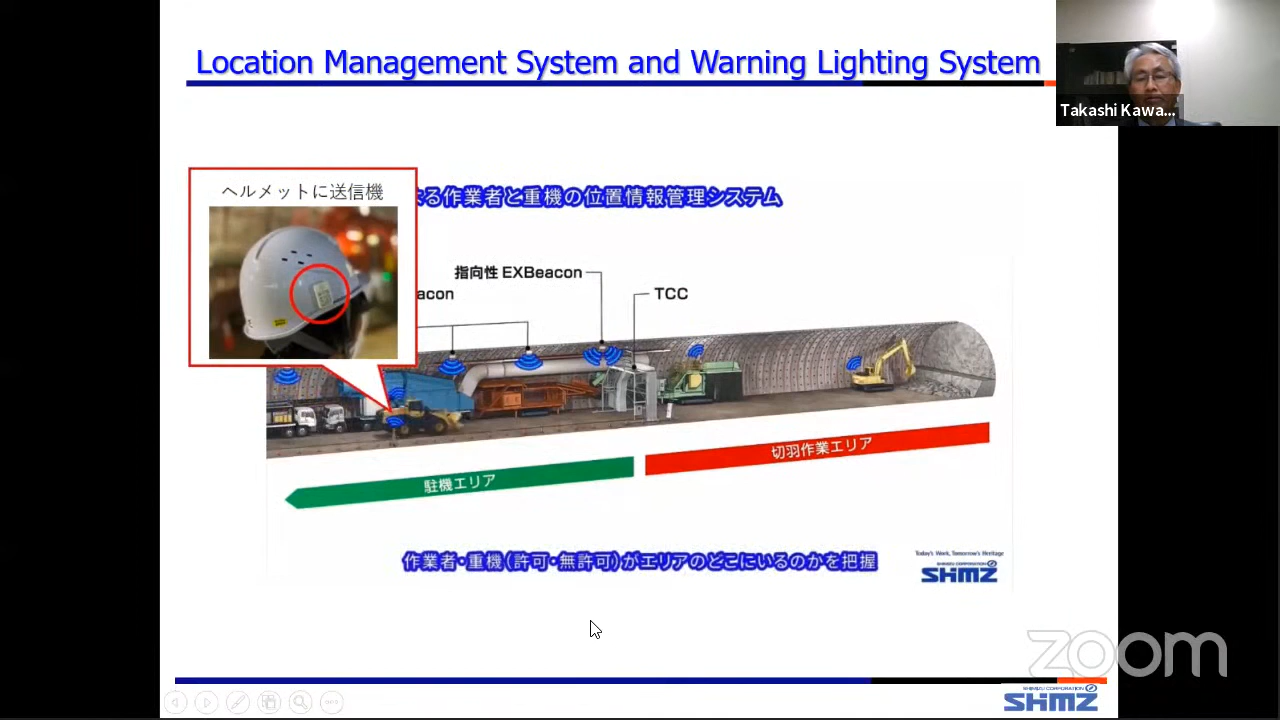 Location Management System and Warning Lighting System
Takashi Kawa...
ヘルメットに送信機
よる作業者と重機の位置情報管理システム
指向性 EXBeacon
acon
TCC
切羽作業エリア
駐機エリア
作業者・重機(許可・無許可)がエリアのどこにいるのかを把握
Today's Work, Tomorrow's Heritage
SHIMIZU CORPORATION
SHMZ
zoom
SHIMIZU CORPORATION
SHMZ